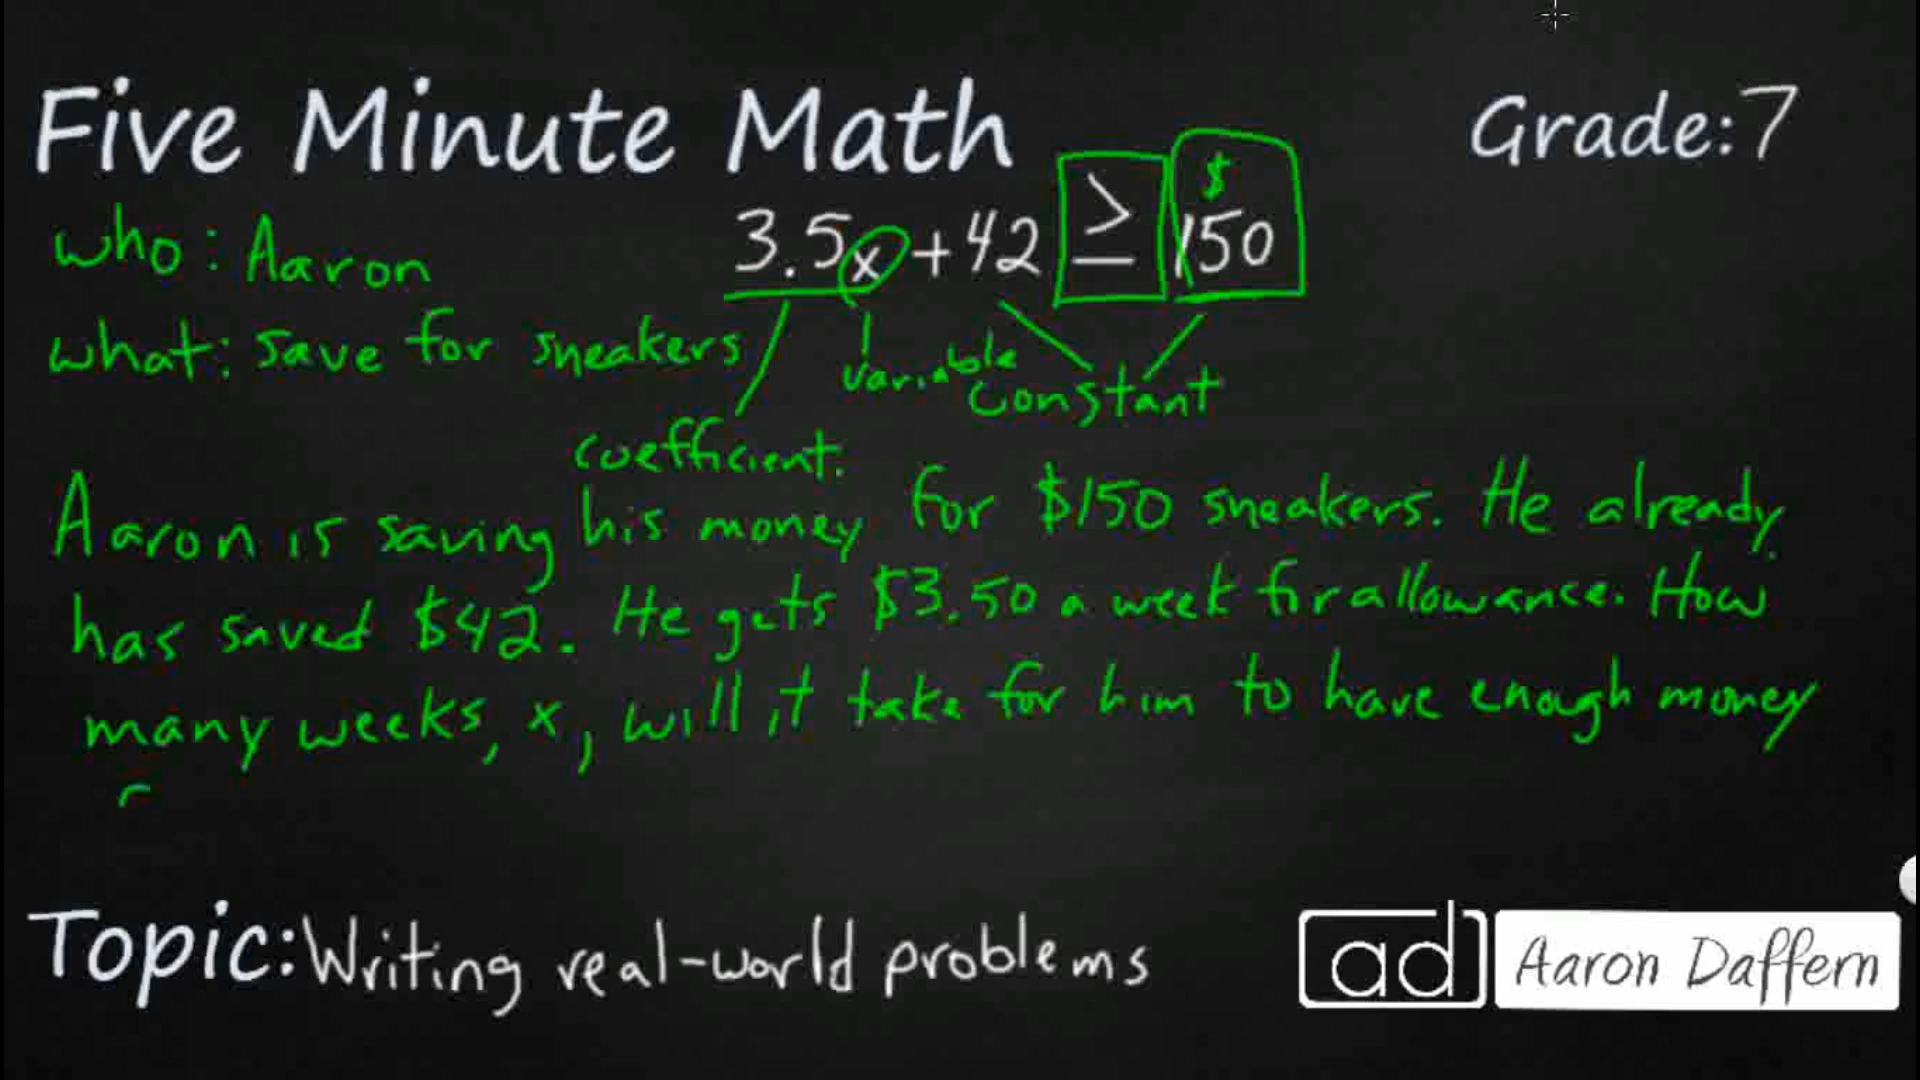 Five Minute Math
Grade: 7
who: Aaron
3.5x + 42 ≥ $150
what: save for sneakers
variable
constant
coefficient.
Aaron is saving his money for $150 sneakers. He already
has saved $42. He gets $3.50 a week for allowance. How
many weeks, x, will it take for him to have enough money
Topic: Writing real-world problems
ad Aaron Daffern